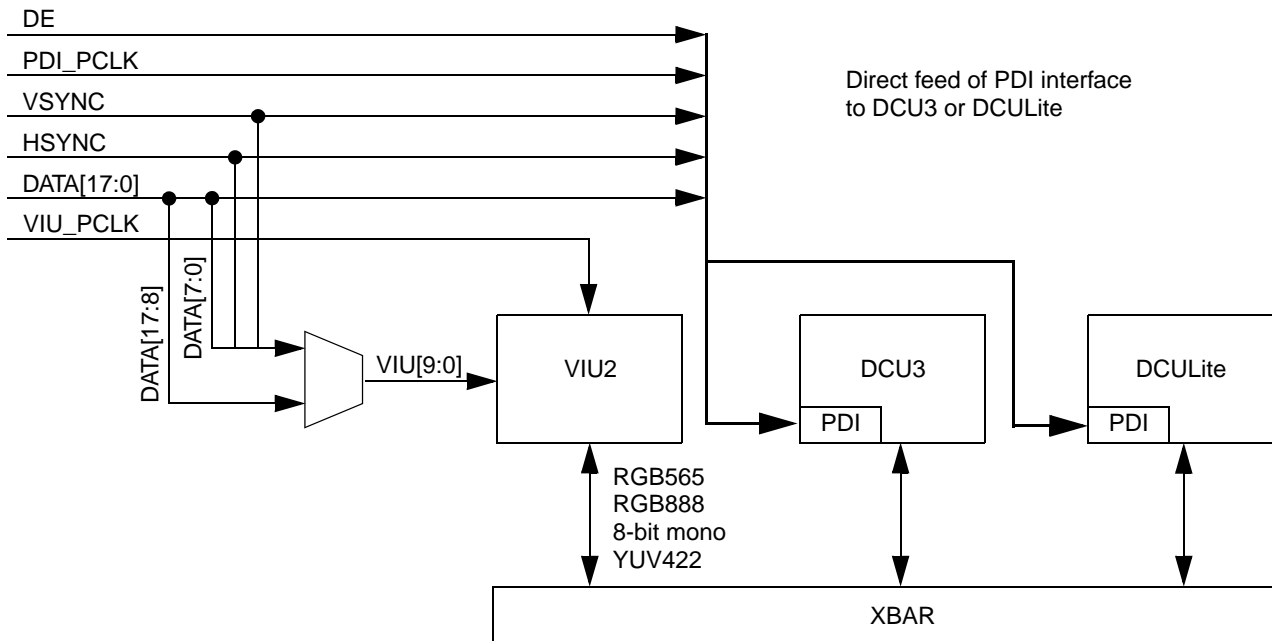 DE
PDI_PCLK
VSYNC
HSYNC
DATA[17:0]
VIU_PCLK
Direct feed of PDI interface
to DCU3 or DCULite
DATA[17:8]
DATA[7:0]
VIU[9:0]
VIU2
DCU3
PDI
DCULite
PDI
RGB565
RGB888
8-bit mono
YUV422
XBAR